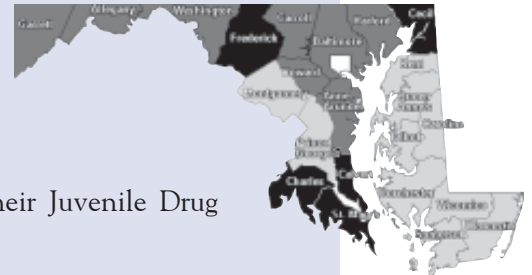 Garrett
Allegany
Washington
Carroll
Harford
Cecil
Frederick
Baltimore
Kent
Howard
Montgomery
Anne
Arundel
Queen
Anne's
Caroline
Talbot
Prince
George's
Calvert
Charles
Dorchester
St. Mary's
Wicomico
Somerset
Worcester
heir Juvenile Drug